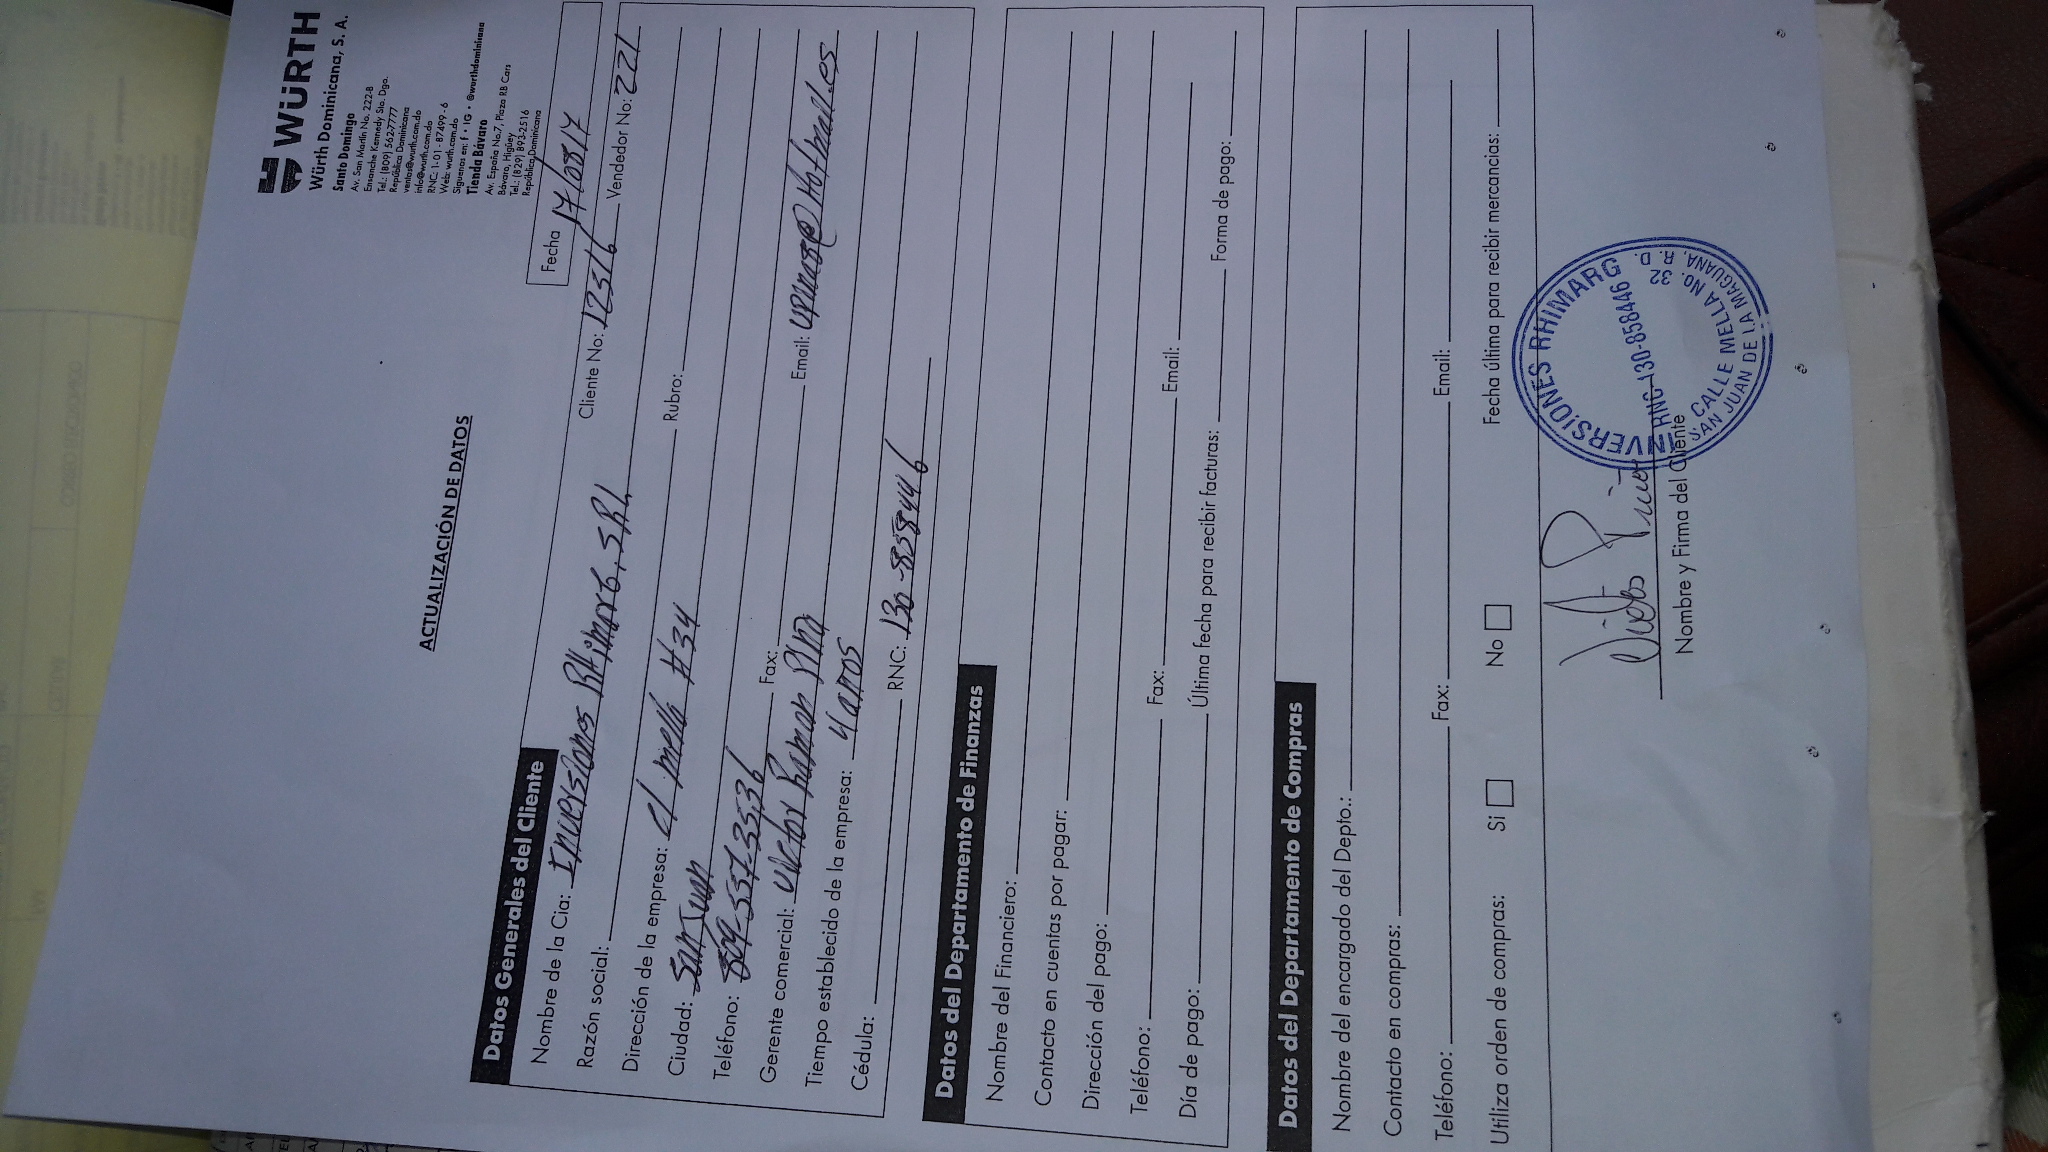 WÜRTH
Würth Dominicana, S. A.
Santo Domingo
Av. San Martín No. 222-B
Ensanche Kennedy Sto. Dgo.
Tel.: (809) 562-7777
República Dominicana
ventas@wurth.com.do
info@wurth.com.do
RNC: 1-01-87499-6
Web: wurth.com.do
Siguenos en: f • IG • @wurthdominicana
Tienda Bávaro
Av. España No.7, Plaza RB Cars
Bávaro, Higüey
Tel.: (829) 893-2516
República Dominicana
ACTUALIZACIÓN DE DATOS
Fecha 17/08/17
Datos Generales del Cliente
Nombre de la Cia: Inversiones RHimarg, SRL Cliente No: 12516 Vendedor No: 221
Razón social: Rubro:
Dirección de la empresa: el mella #34
Ciudad: San Juan
Teléfono: 809-557-3536 Fax: Email: vpina8@Hotmail.es
Gerente comercial: Victor Ramon Piña
Tiempo establecido de la empresa: 4 años
Cédula: RNC: 130-858446
Datos del Departamento de Finanzas
Nombre del Financiero:
Contacto en cuentas por pagar:
Dirección del pago:
Teléfono: Fax: Email:
Día de pago: Última fecha para recibir facturas: Forma de pago:
Datos del Departamento de Compras
Nombre del encargado del Depto.:
Contacto en compras:
Teléfono: Fax: Email:
Utiliza orden de compras: Si No Fecha última para recibir mercancias:
Nombre y Firma del Cliente
INVERSIONES RHIMARG
RNC-130-858446
CALLE MELLA No. 32
SAN JUAN DE LA MAGUANA, R. D.